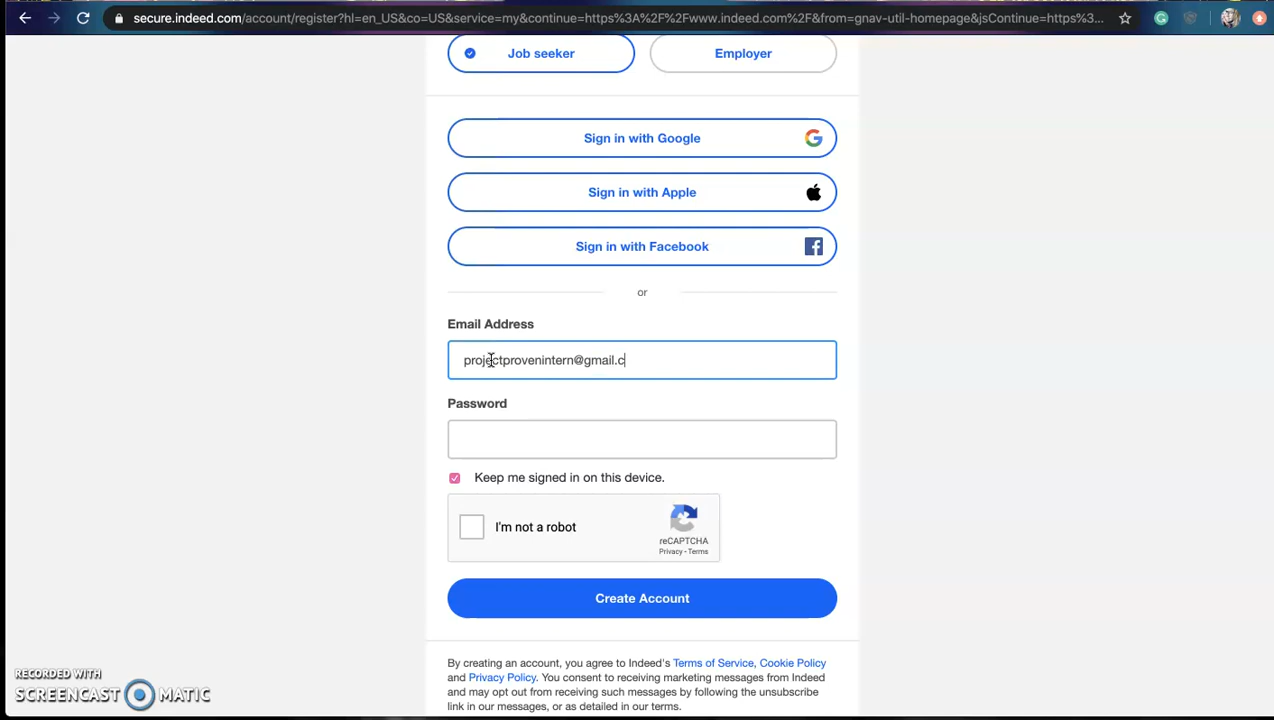 secure.indeed.com/account/register?hl=en_US&co=US&service=my&continue=https%3A%2F%2Fwww.indeed.com%2F&from=gnav-util-homepage&jsContinue=https%3...
Job seeker
Employer
Sign in with Google
Sign in with Apple
Sign in with Facebook
or
Email Address
projectprovenintern@gmail.c
Password
Keep me signed in on this device.
I'm not a robot
reCAPTCHA
Privacy - Terms
Create Account
By creating an account, you agree to Indeed's Terms of Service, Cookie Policy
and Privacy Policy. You consent to receiving marketing messages from Indeed
and may opt out from receiving such messages by following the unsubscribe
link in our messages, or as detailed in our terms.
RECORDED WITH
SCREENCAST MATIC